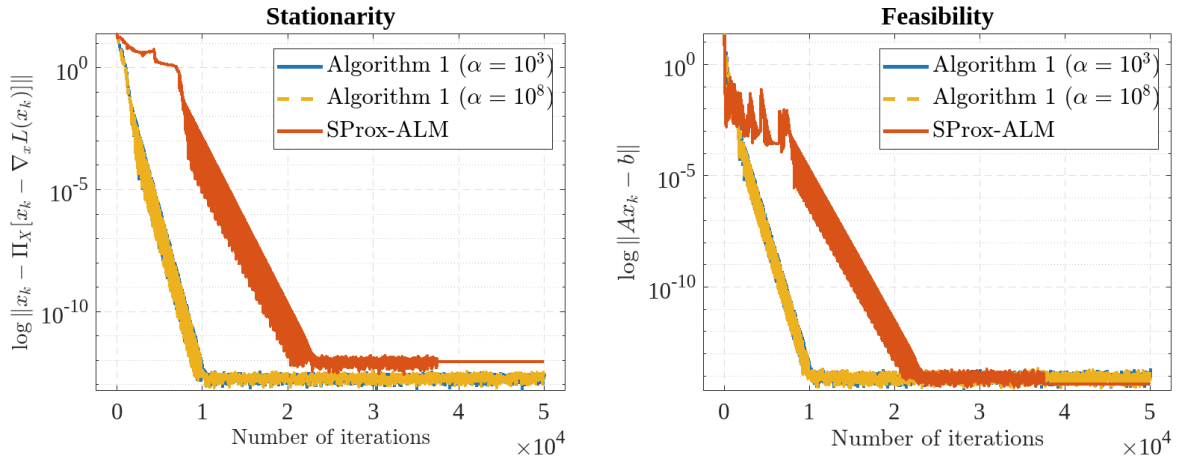 Stationarity
log ‖x_k − Π_X [x_k − ∇_x L(x_k)]‖
10^0
10^-5
10^-10
Algorithm 1 (α = 10^3)
Algorithm 1 (α = 10^8)
SProx-ALM
0 1 2 3 4 5
Number of iterations
×10^4
Feasibility
log ‖Ax_k − b‖
10^0
10^-5
10^-10
Algorithm 1 (α = 10^3)
Algorithm 1 (α = 10^8)
SProx-ALM
0 1 2 3 4 5
Number of iterations
×10^4